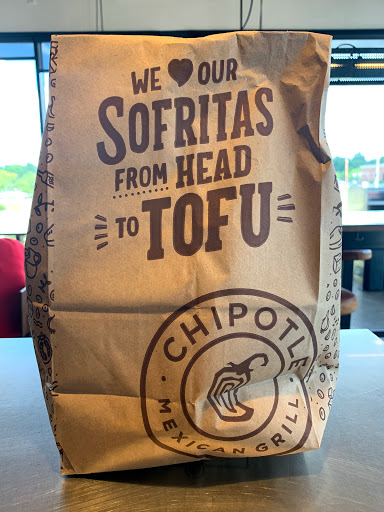 WE ♥ OUR
SOFRITAS
FROM HEAD
TO TOFU
CHIPOTLE
MEXICAN GRILL